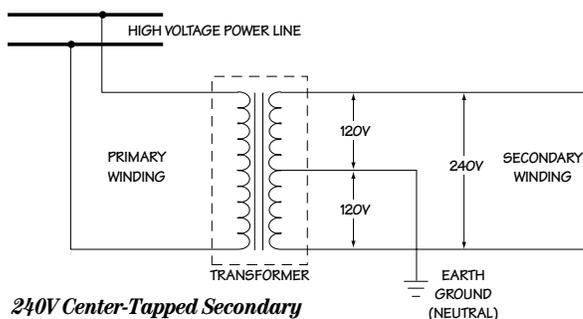 HIGH VOLTAGE POWER LINE
120V
PRIMARY
WINDING
240V
SECONDARY
WINDING
120V
TRANSFORMER
EARTH
GROUND
(NEUTRAL)
240V Center-Tapped Secondary